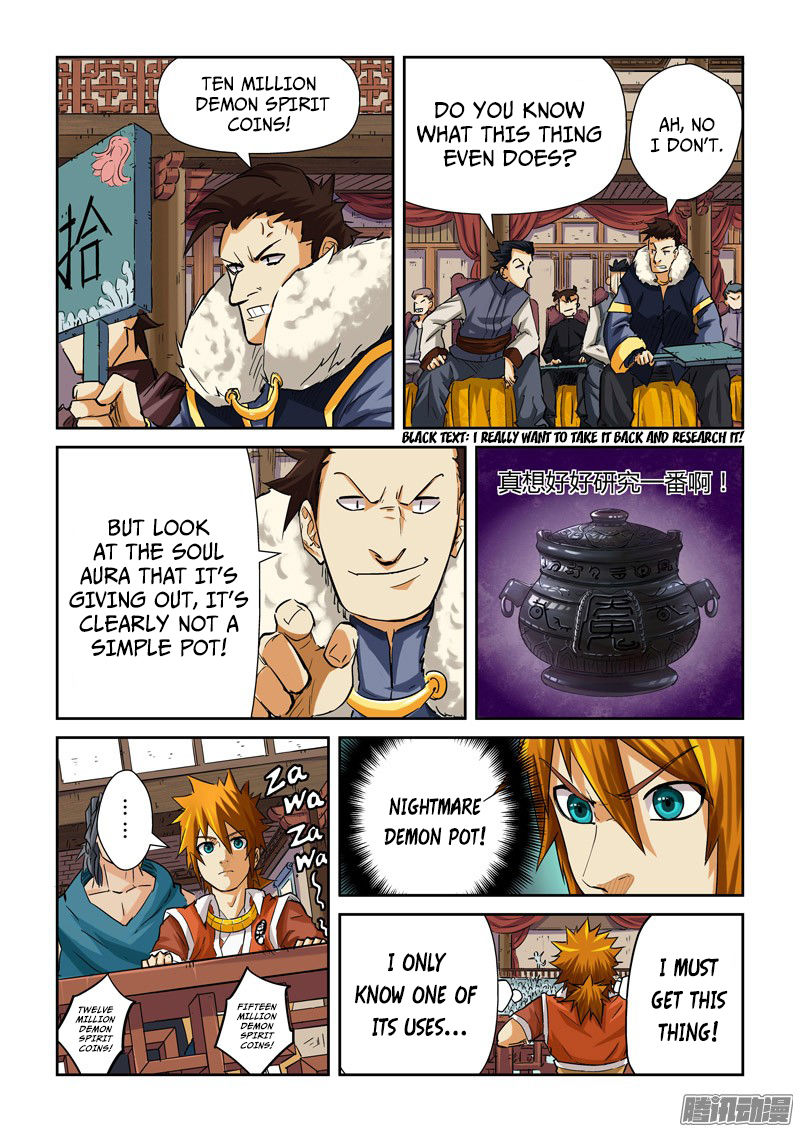 TEN MILLION
DEMON SPIRIT
COINS!
拾
DO YOU KNOW
WHAT THIS THING
EVEN DOES?
AH, NO
I DON'T.
BLACK TEXT: I REALLY WANT TO TAKE IT BACK AND RESEARCH IT!
BUT LOOK
AT THE SOUL
AURA THAT IT'S
GIVING OUT, IT'S
CLEARLY NOT A
SIMPLE POT!
真想好好研究一番啊！
......
ZA
WA
ZA
WA~
TWELVE
MILLION
DEMON
SPIRIT
COINS!
FIFTEEN
MILLION
DEMON
SPIRIT
COINS!
NIGHTMARE
DEMON POT!
I ONLY
KNOW ONE OF
ITS USES...
I MUST
GET THIS
THING!
腾讯动漫